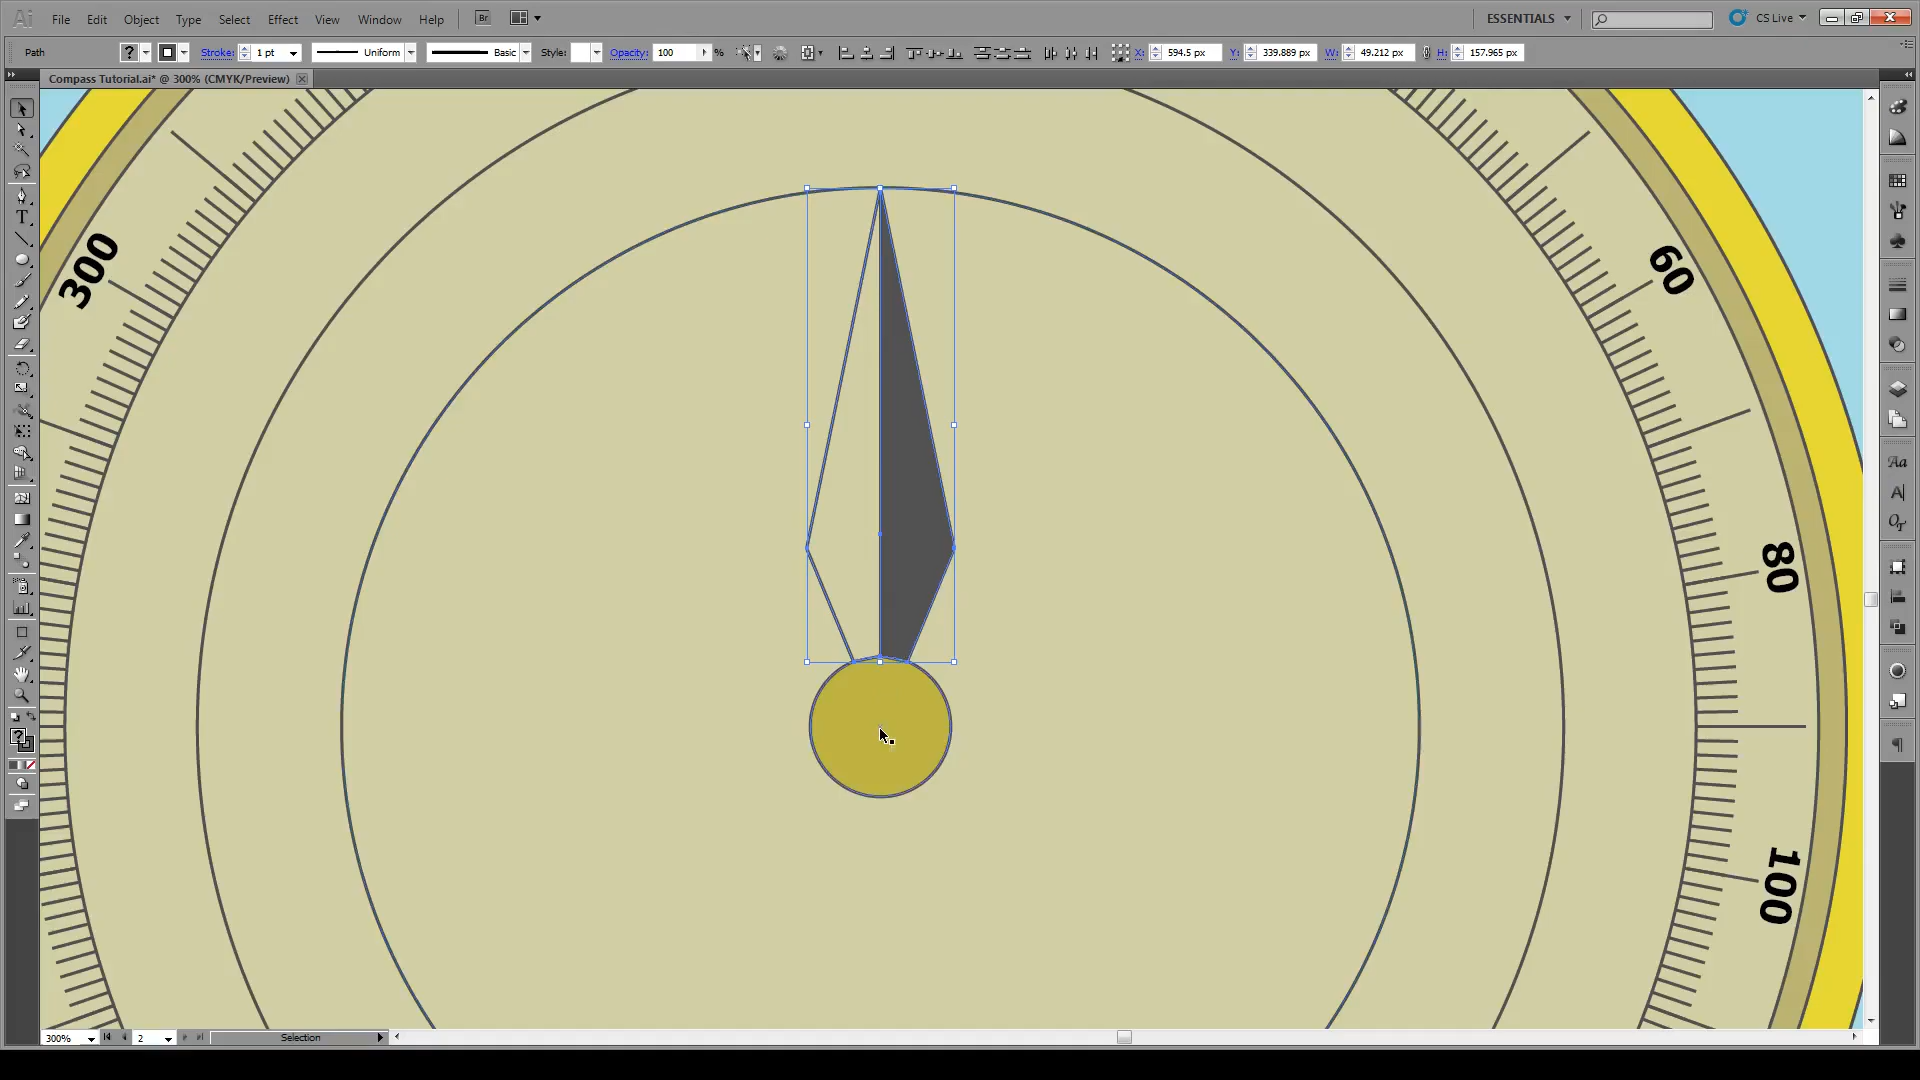 Ai File Edit Object Type Select Effect View Window Help Br ESSENTIALS CS Live
Path Stroke: 1 pt Uniform Basic Style: Opacity: 100 % X: 594.5 px Y: 339.889 px W: 49.212 px H: 157.965 px
Compass Tutorial.ai* @ 300% (CMYK/Preview)
300
60
80
100
300% 2 Selection